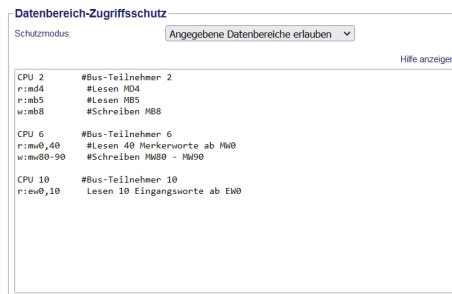 Datenbereich-Zugriffsschutz
Schutzmodus: Angegebene Datenbereiche erlauben
Hilfe anzeigen
CPU 2 #Bus-Teilnehmer 2
r:md4 #Lesen MD4
r:mb5 #Lesen MB5
w:mb8 #Schreiben MB8
CPU 6 #Bus-Teilnehmer 6
r:mw0,40 #Lesen 40 Merkerworte ab MW0
w:mw80-90 #Schreiben MW80 - MW90
CPU 10 #Bus-Teilnehmer 10
r:ew0,10 Lesen 10 Eingangsworte ab EW0